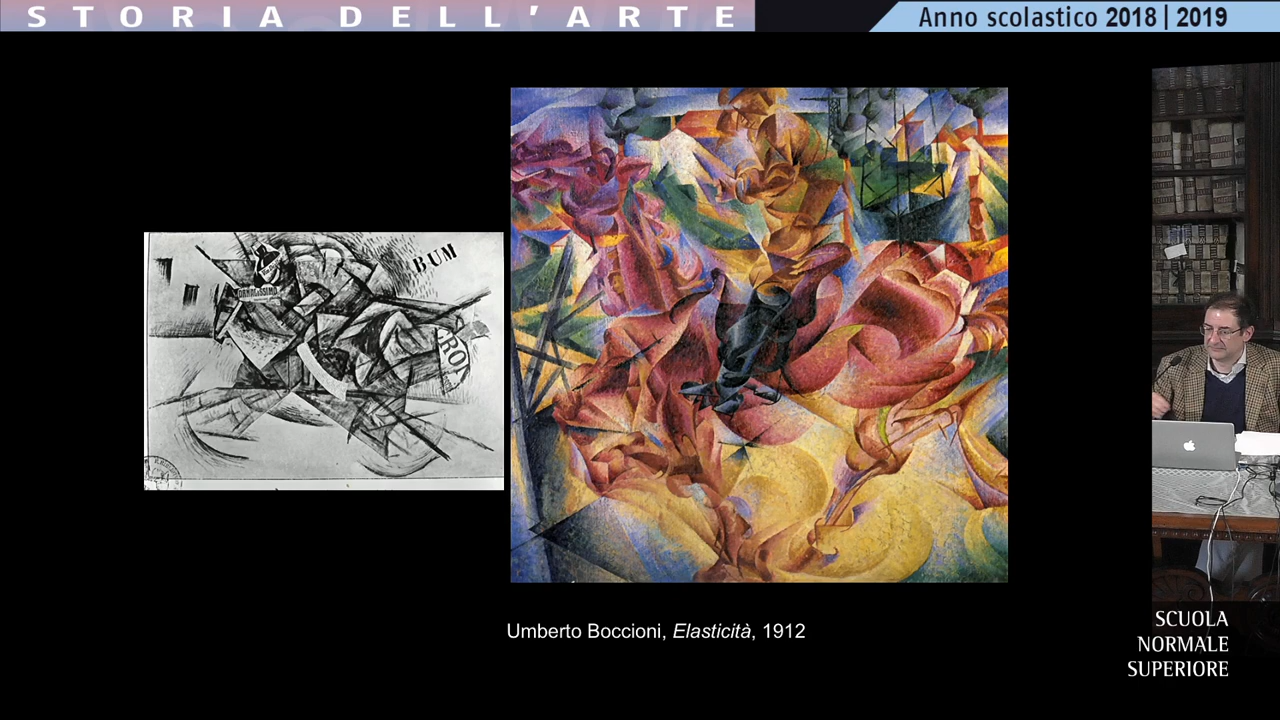 STORIA DELL'ARTE
Anno scolastico 2018 | 2019
BUM
Umberto Boccioni, Elasticità, 1912
SCUOLA
NORMALE
SUPERIORE